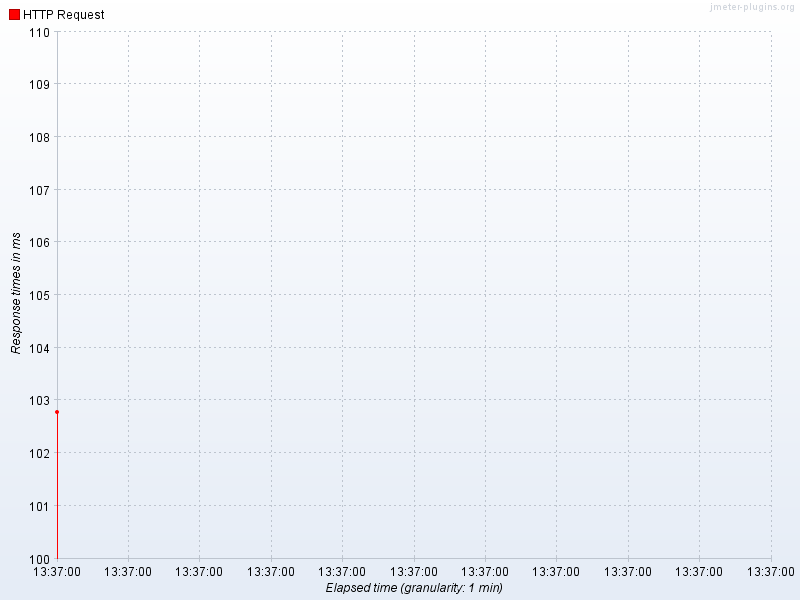 jmeter-plugins.org
HTTP Request
110
109
108
107
106
105
104
103
102
101
100
Response times in ms
13:37:00 13:37:00 13:37:00 13:37:00 13:37:00 13:37:00 13:37:00 13:37:00 13:37:00 13:37:00 13:37:00
Elapsed time (granularity: 1 min)